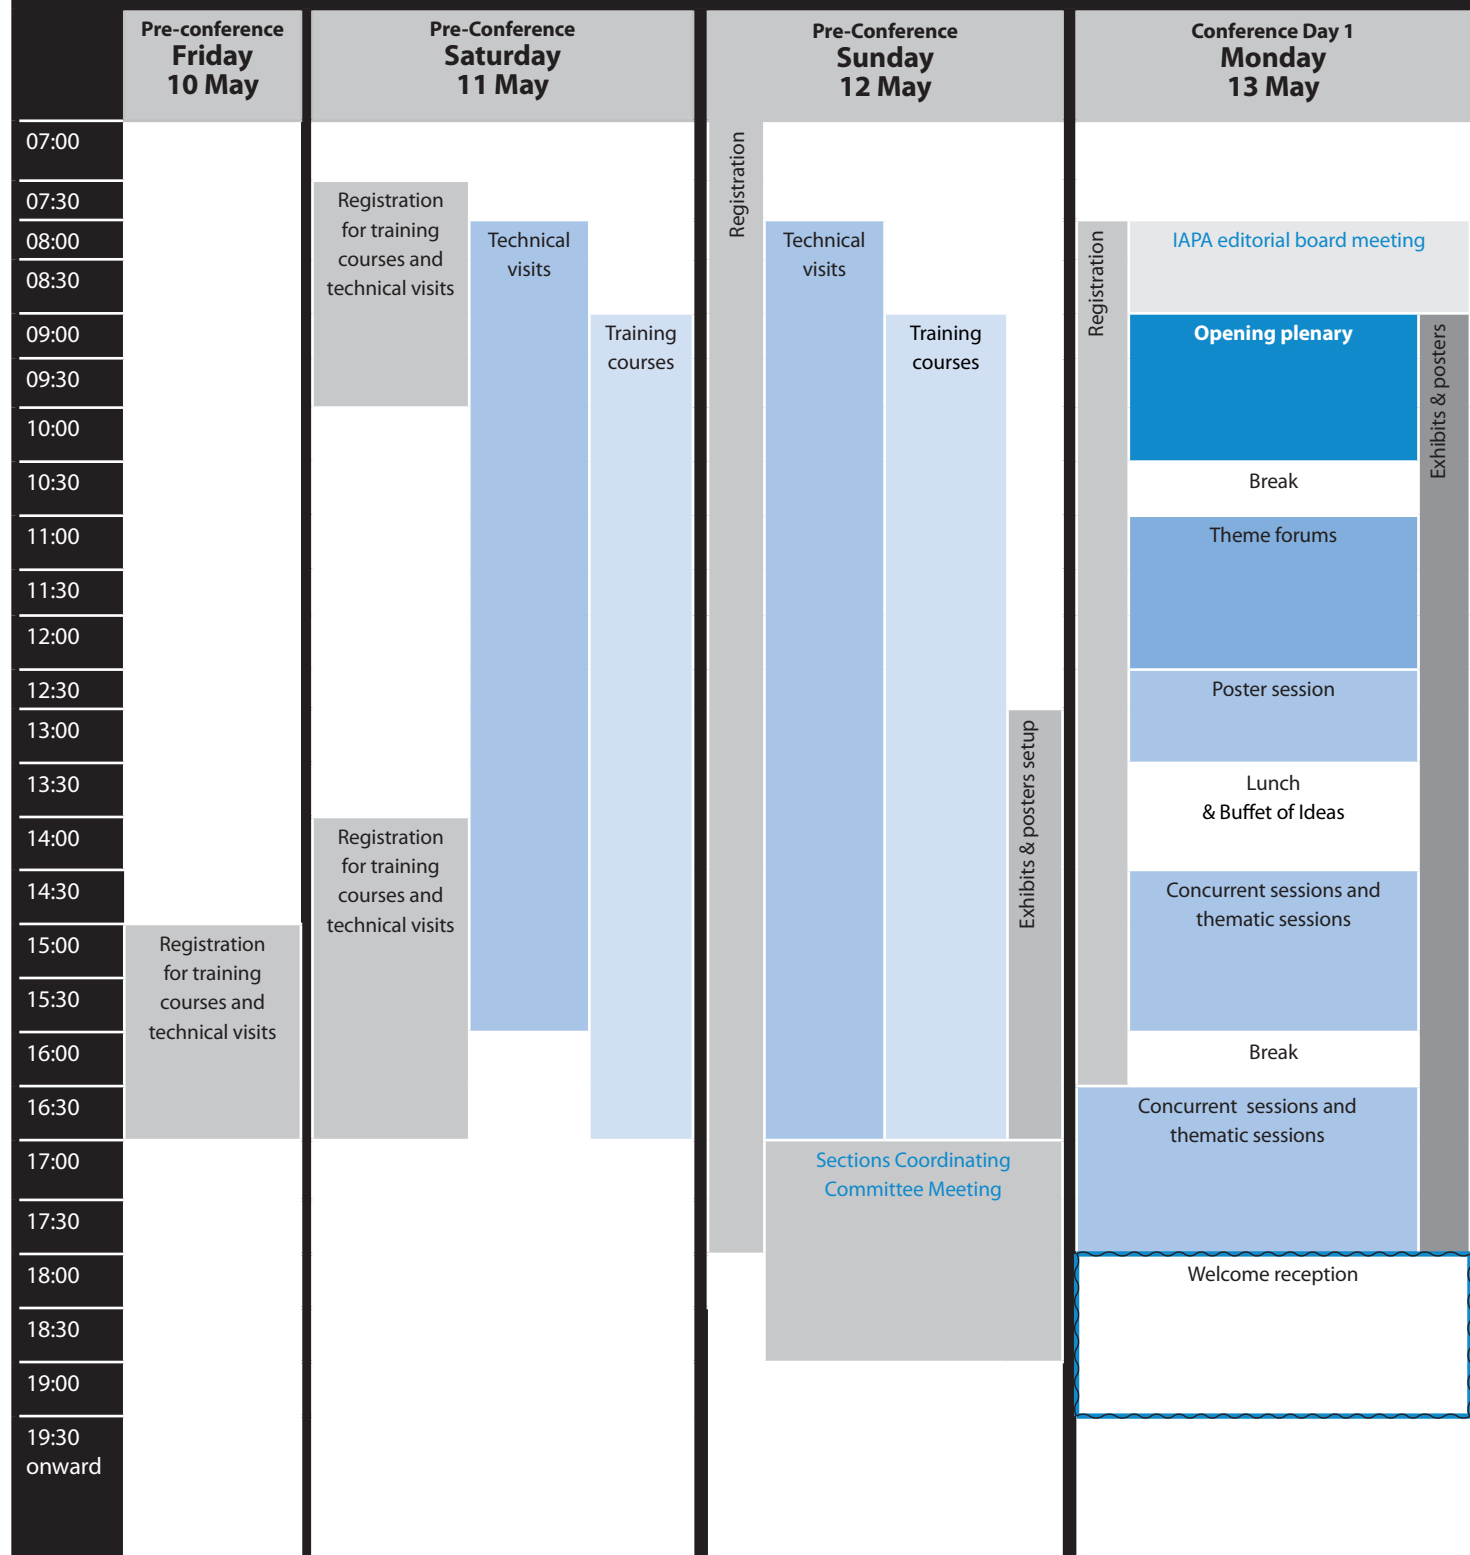 Pre-conference
Friday
10 May
Pre-Conference
Saturday
11 May
Pre-Conference
Sunday
12 May
Conference Day 1
Monday
13 May
07:00
07:30
08:00
08:30
09:00
09:30
10:00
10:30
11:00
11:30
12:00
12:30
13:00
13:30
14:00
14:30
15:00
15:30
16:00
16:30
17:00
17:30
18:00
18:30
19:00
19:30
onward
Registration
for training
courses and
technical visits
Registration
for training
courses and
technical visits
Registration
for training
courses and
technical visits
Technical
visits
Training
courses
Registration
Technical
visits
Training
courses
Exhibits & posters setup
Sections Coordinating
Committee Meeting
Registration
IAPA editorial board meeting
Opening plenary
Break
Theme forums
Poster session
Lunch
& Buffet of Ideas
Concurrent sessions and
thematic sessions
Break
Concurrent  sessions and
thematic sessions
Exhibits & posters
Welcome reception